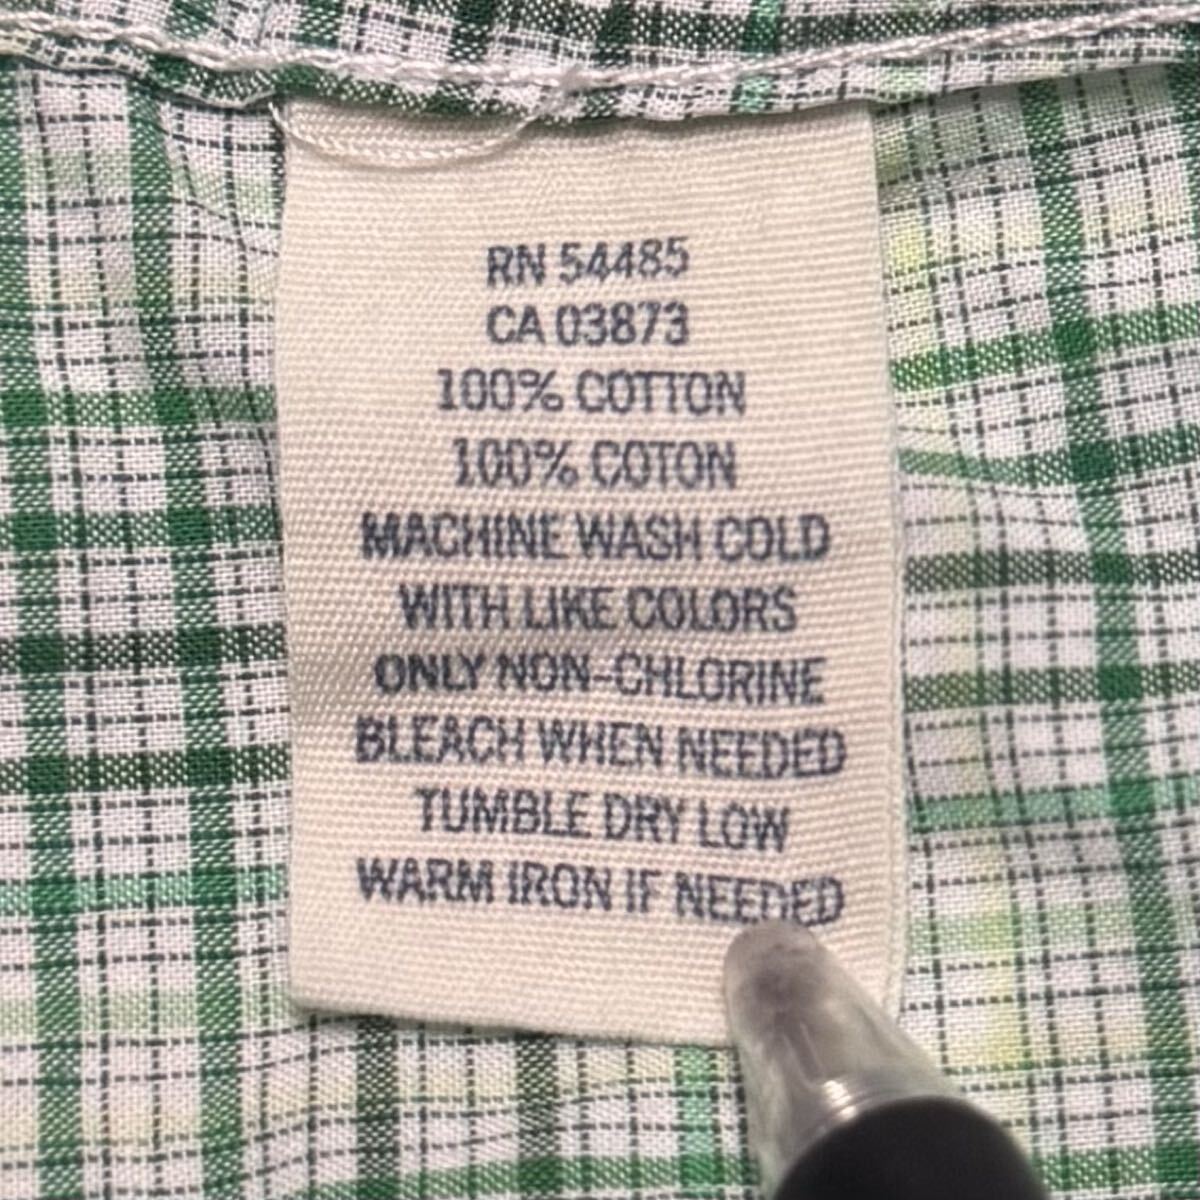 RN 54485
CA 03873
100% COTTON
100% COTON
MACHINE WASH COLD
WITH LIKE COLORS
ONLY NON-CHLORINE
BLEACH WHEN NEEDED
TUMBLE DRY LOW
WARM IRON IF NEEDED